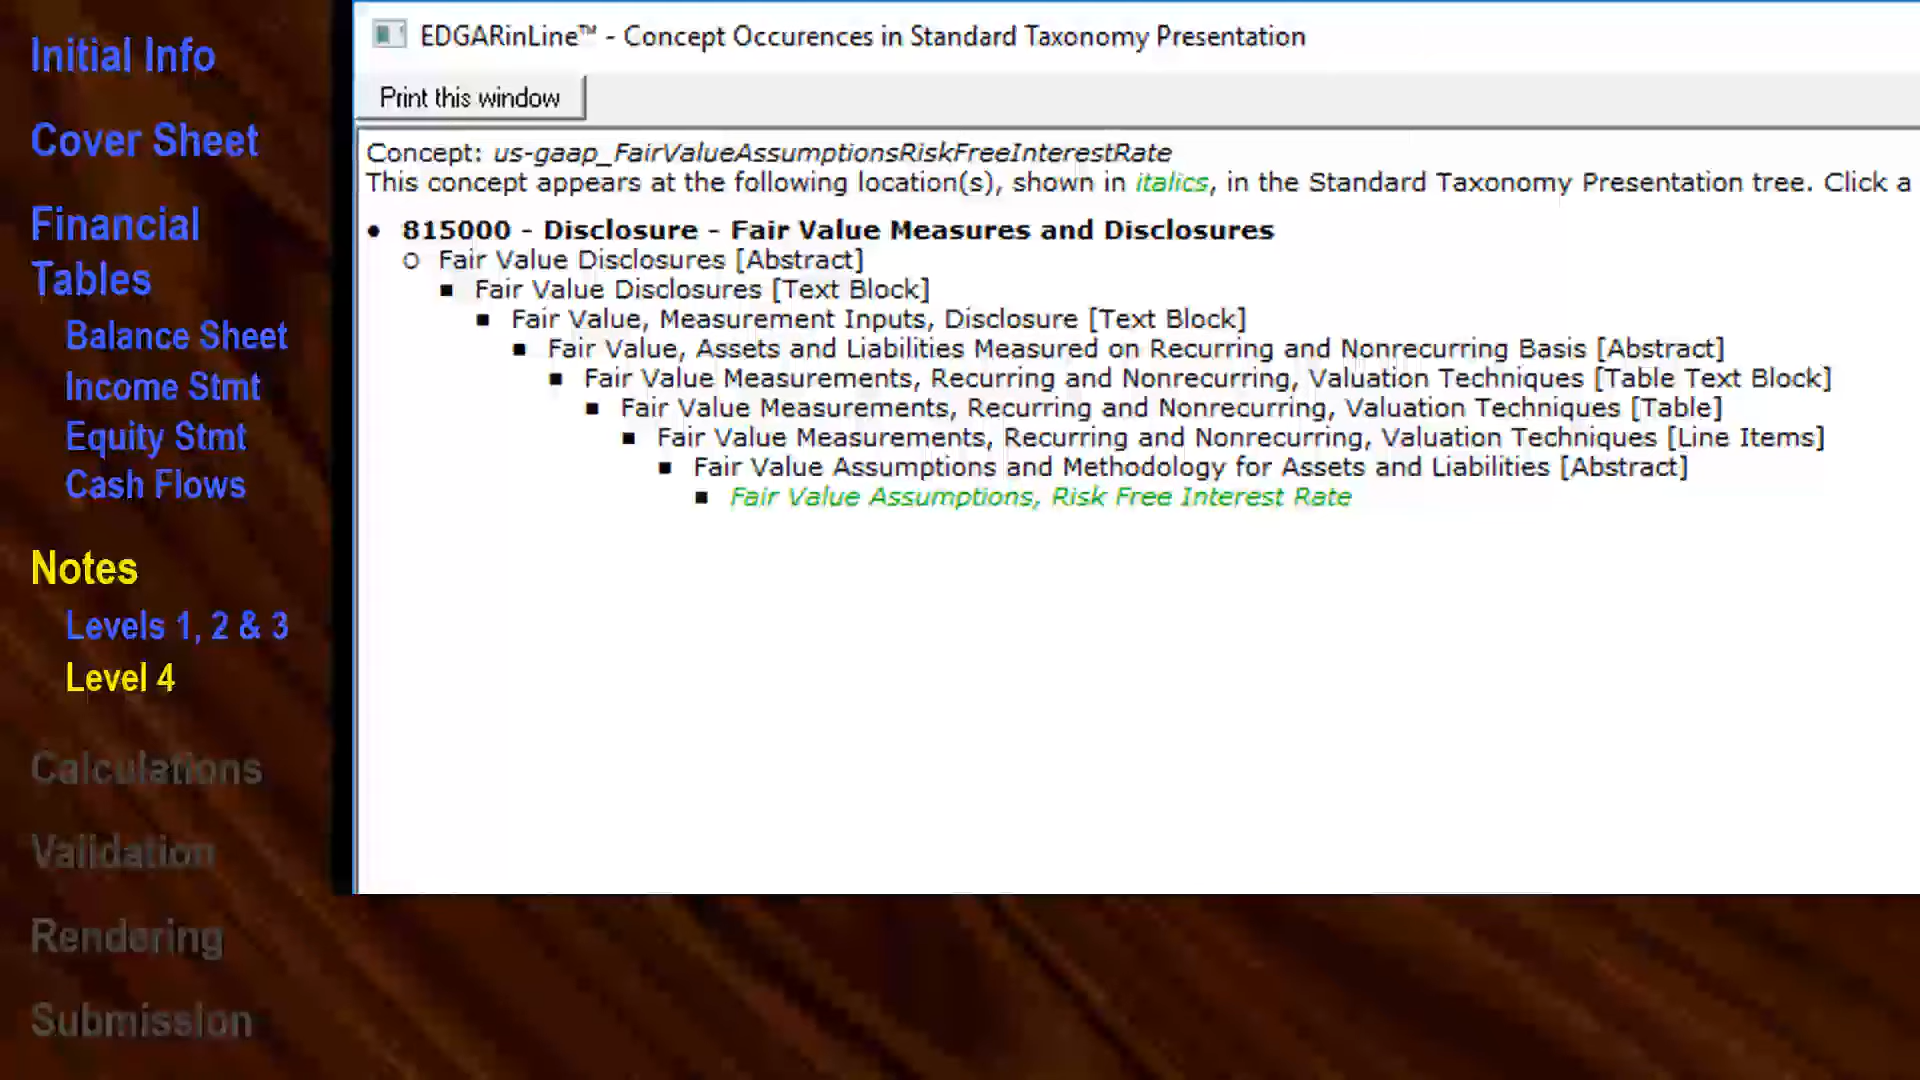 Initial Info
Cover Sheet
Financial
Tables
Balance Sheet
Income Stmt
Equity Stmt
Cash Flows
Notes
Levels 1, 2 & 3
Level 4
Calculations
Validation
Rendering
Submission
EDGARinLine™ - Concept Occurences in Standard Taxonomy Presentation
Print this window
Concept: us-gaap_FairValueAssumptionsRiskFreeInterestRate
This concept appears at the following location(s), shown in italics, in the Standard Taxonomy Presentation tree. Click a
815000 - Disclosure - Fair Value Measures and Disclosures
Fair Value Disclosures [Abstract]
Fair Value Disclosures [Text Block]
Fair Value, Measurement Inputs, Disclosure [Text Block]
Fair Value, Assets and Liabilities Measured on Recurring and Nonrecurring Basis [Abstract]
Fair Value Measurements, Recurring and Nonrecurring, Valuation Techniques [Table Text Block]
Fair Value Measurements, Recurring and Nonrecurring, Valuation Techniques [Table]
Fair Value Measurements, Recurring and Nonrecurring, Valuation Techniques [Line Items]
Fair Value Assumptions and Methodology for Assets and Liabilities [Abstract]
Fair Value Assumptions, Risk Free Interest Rate